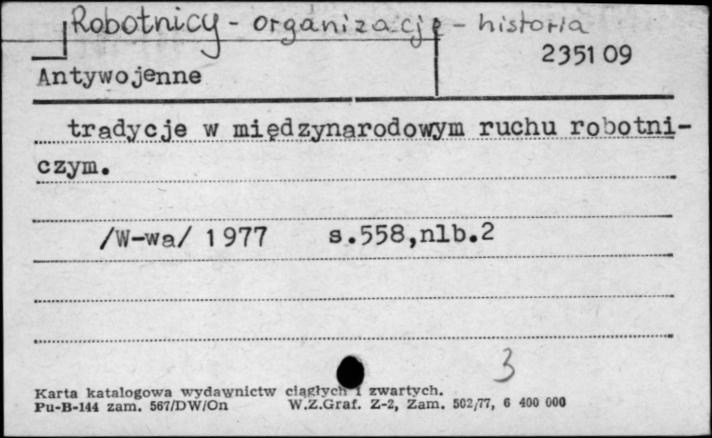 Robotnicy - organizacje - historia
235109
Antywojenne
tradycje w międzynarodowym ruchu robotni-
czym.
/W-wa/ 1977 s.558,nlb.2
3
Karta katalogowa wydawnictw ciągłych i zwartych.
Pu-B-144 zam. 567/DW/On W.Z.Graf. Z-2, Zam. 502/77, 6 400 000